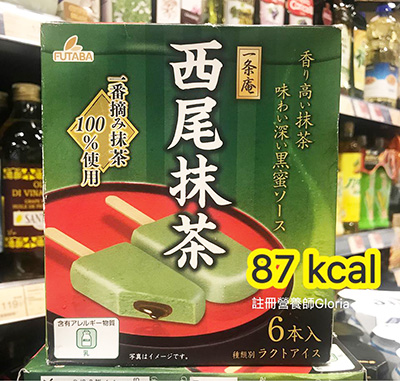 FUTABA
一条庵
西尾抹茶
一番摘み抹茶
100%使用
香り高い抹茶
味わい深い黒蜜ソース
87 kcal
註冊營養師Gloria
6本入
種類別 ラクトアイス
含有アレルギー物質
乳
写真はイメージです。